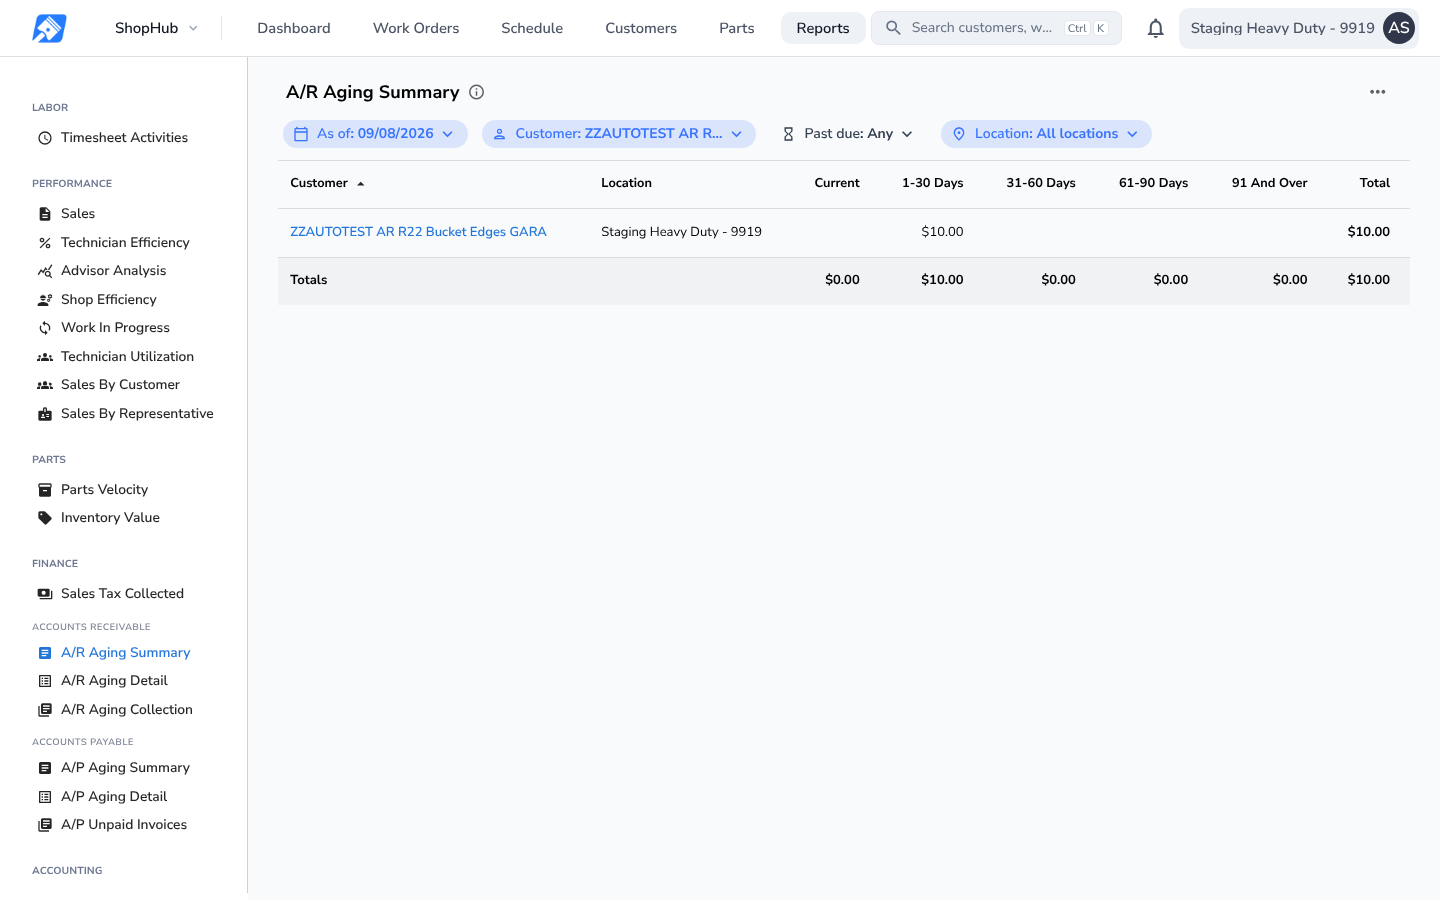 ShopHub
Dashboard
Work Orders
Schedule
Customers
Parts
Reports
Search customers, w...
Ctrl
K
Staging Heavy Duty - 9919
AS
LABOR
Timesheet Activities
PERFORMANCE
Sales
Technician Efficiency
Advisor Analysis
Shop Efficiency
Work In Progress
Technician Utilization
Sales By Customer
Sales By Representative
PARTS
Parts Velocity
Inventory Value
FINANCE
Sales Tax Collected
ACCOUNTS RECEIVABLE
A/R Aging Summary
A/R Aging Detail
A/R Aging Collection
ACCOUNTS PAYABLE
A/P Aging Summary
A/P Aging Detail
A/P Unpaid Invoices
ACCOUNTING
A/R Aging Summary
As of: 09/08/2026
Customer: ZZAUTOTEST AR R...
Past due: Any
Location: All locations
Customer Location Current 1-30 Days 31-60 Days 61-90 Days 91 And Over Total
ZZAUTOTEST AR R22 Bucket Edges GARA Staging Heavy Duty - 9919 $10.00 $10.00
Totals $0.00 $10.00 $0.00 $0.00 $0.00 $10.00